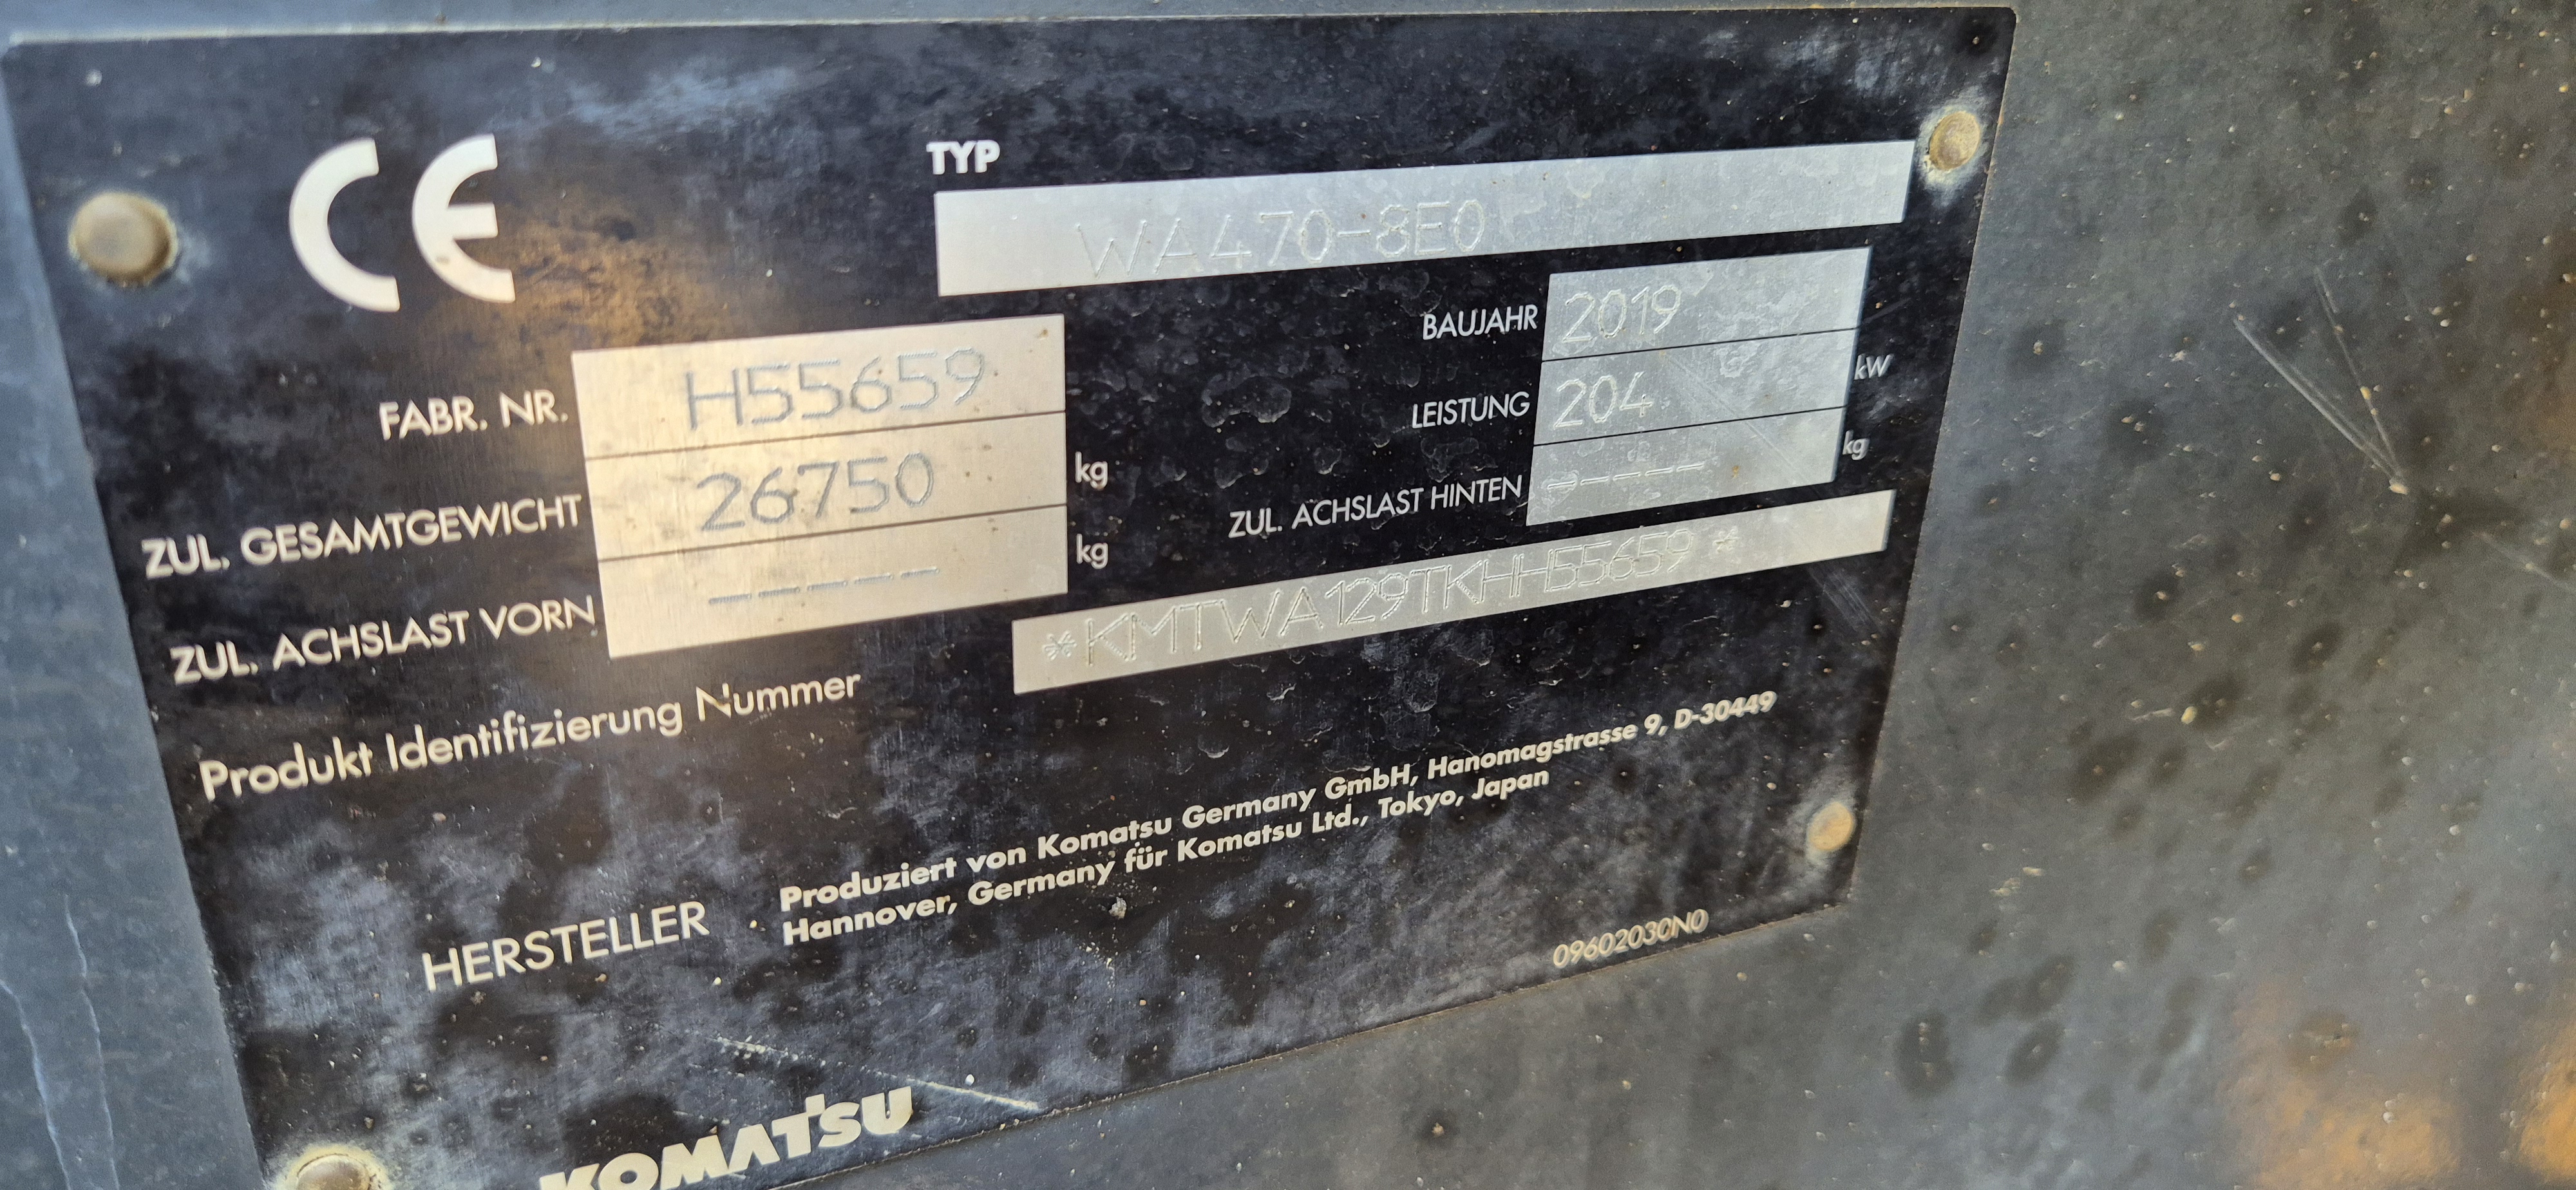 CE
TYP
WA470-8E0
BAUJAHR 2019
FABR. NR. H55659
LEISTUNG 204 kW
ZUL. GESAMTGEWICHT 26750 kg
ZUL. ACHSLAST HINTEN ----- kg
ZUL. ACHSLAST VORN ----- kg
Produkt Identifizierung Nummer *KMTWA129TKHH55659*
HERSTELLER
Produziert von Komatsu Germany GmbH, Hanomagstrasse 9, D-30449
Hannover, Germany für Komatsu Ltd., Tokyo, Japan
09602030N0
KOMATSU